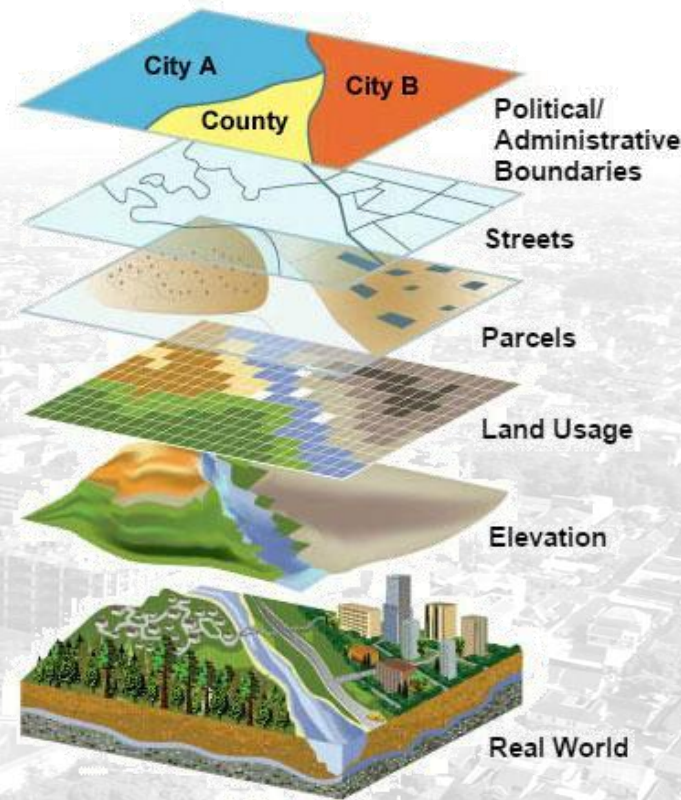 City A
City B
County
Political/
Administrative
Boundaries
Streets
Parcels
Land Usage
Elevation
Real World